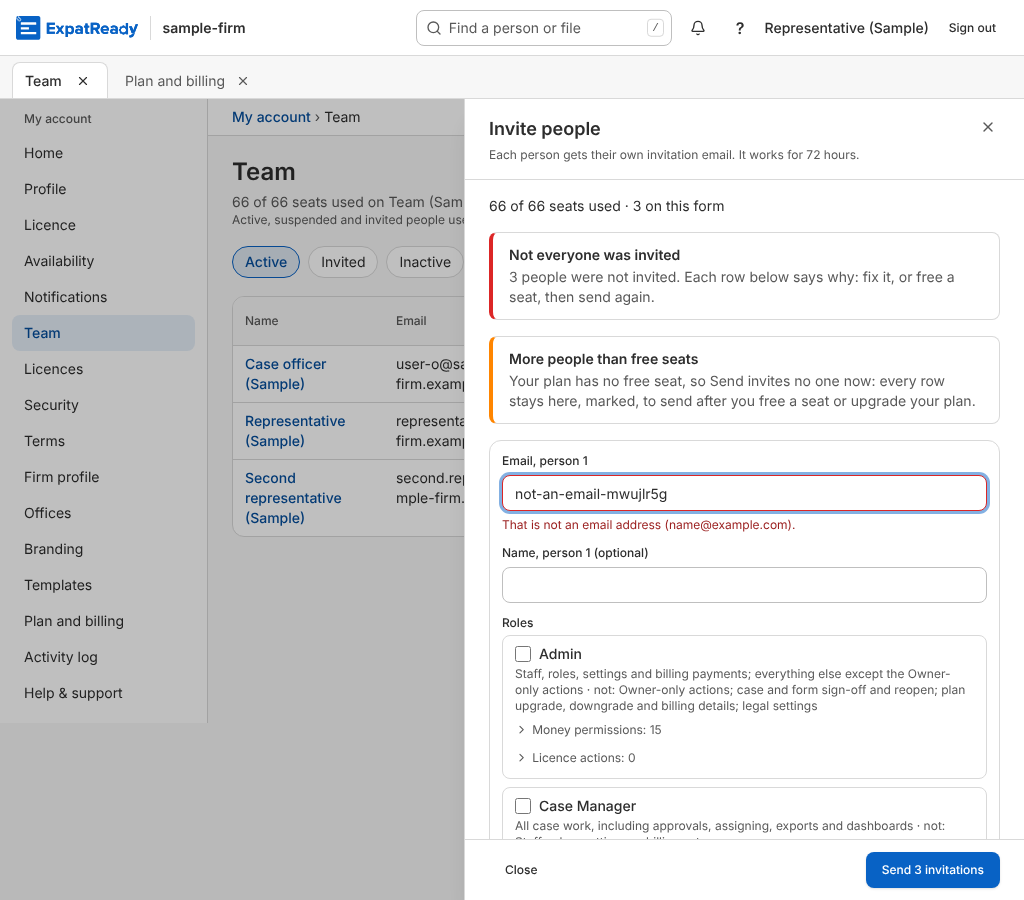 ExpatReady
sample-firm
Find a person or file
/
?
Representative (Sample)
Sign out
Team
Plan and billing
My account
Home
Profile
Licence
Availability
Notifications
Team
Licences
Security
Terms
Firm profile
Offices
Branding
Templates
Plan and billing
Activity log
Help & support
My account › Team
Team
66 of 66 seats used on Team (Sam
Active, suspended and invited people use
Active
Invited
Inactive
Name
Email
Case officer
(Sample)
user-o@sa
firm.examp
Representative
(Sample)
representa
firm.examp
Second
representative
(Sample)
second.rep
mple-firm.
Invite people
Each person gets their own invitation email. It works for 72 hours.
66 of 66 seats used · 3 on this form
Not everyone was invited
3 people were not invited. Each row below says why: fix it, or free a
seat, then send again.
More people than free seats
Your plan has no free seat, so Send invites no one now: every row
stays here, marked, to send after you free a seat or upgrade your plan.
Email, person 1
not-an-email-mwujlr5g
That is not an email address (name@example.com).
Name, person 1 (optional)
Roles
Admin
Staff, roles, settings and billing payments; everything else except the Owner-
only actions · not: Owner-only actions; case and form sign-off and reopen; plan
upgrade, downgrade and billing details; legal settings
Money permissions: 15
Licence actions: 0
Case Manager
All case work, including approvals, assigning, exports and dashboards · not:
Close
Send 3 invitations